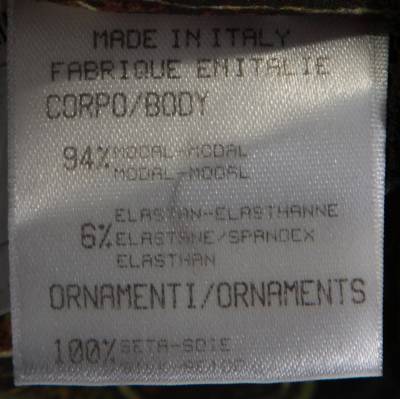 MADE IN ITALY
FABRIQUE EN ITALIE
CORPO/BODY
94% MODAL-MODAL
MODAL-MODAL
ELASTAN-ELASTHANNE
6% ELASTANE/SPANDEX
ELASTHAN
ORNAMENTI/ORNAMENTS
100% SETA-SOIE